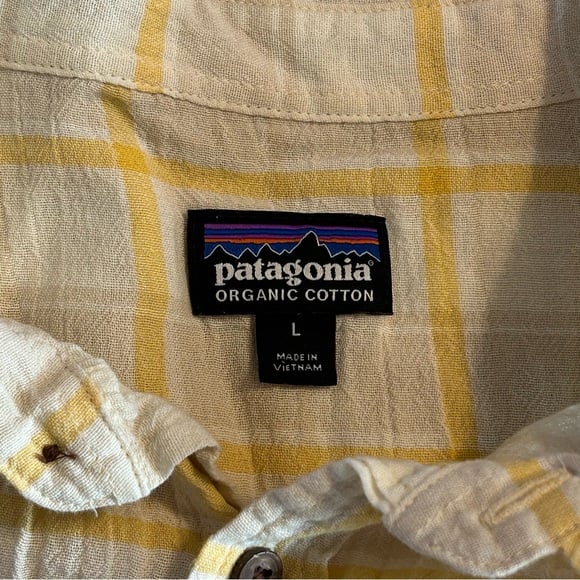 patagonia®
ORGANIC COTTON
L
MADE IN
VIETNAM